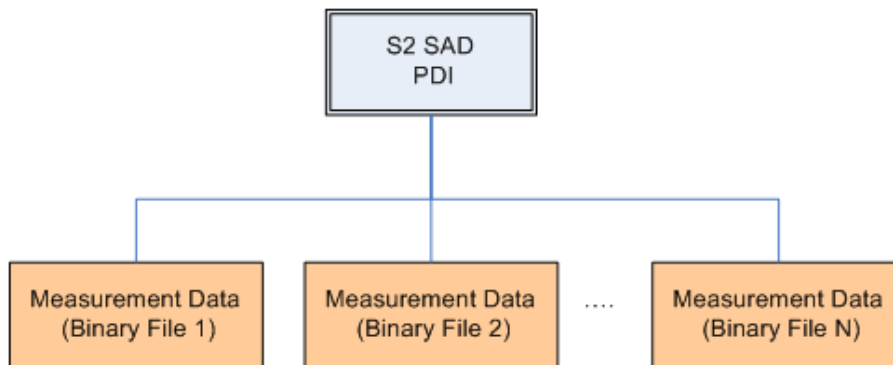 S2 SAD
PDI
Measurement Data
(Binary File 1)
Measurement Data
(Binary File 2)
....
Measurement Data
(Binary File N)